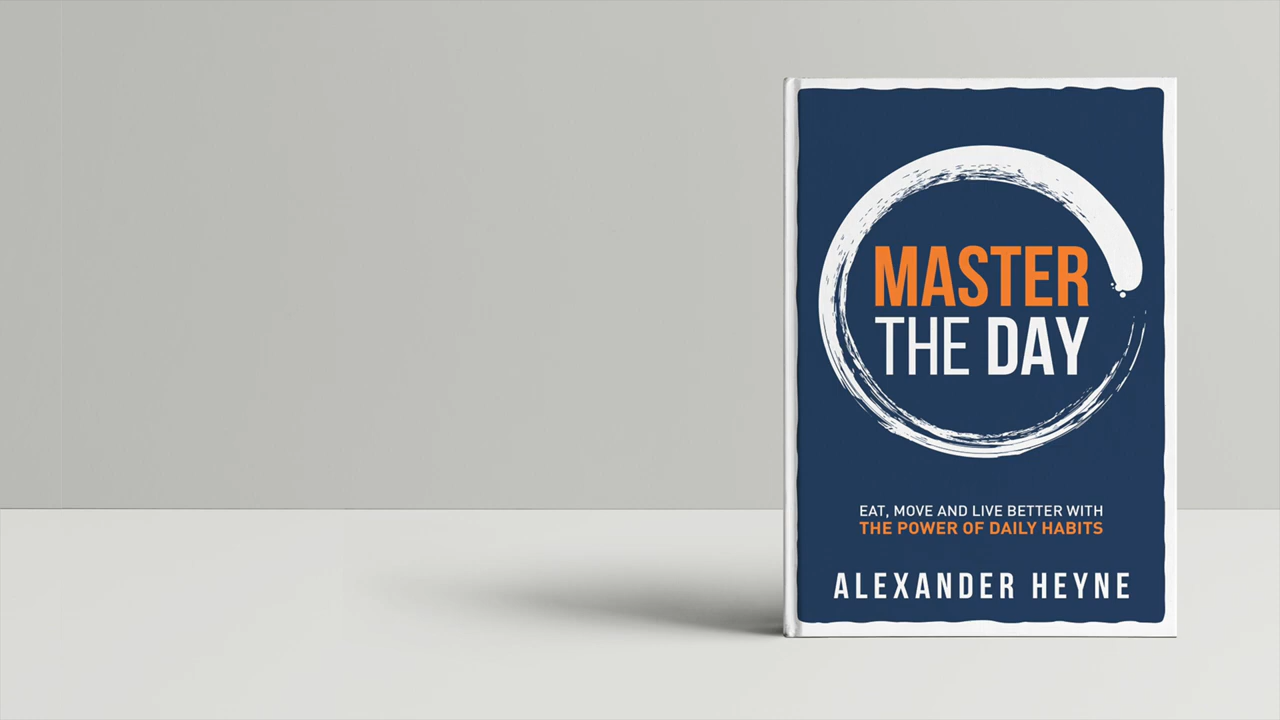 MASTER
THE DAY
EAT, MOVE AND LIVE BETTER WITH
THE POWER OF DAILY HABITS
ALEXANDER HEYNE